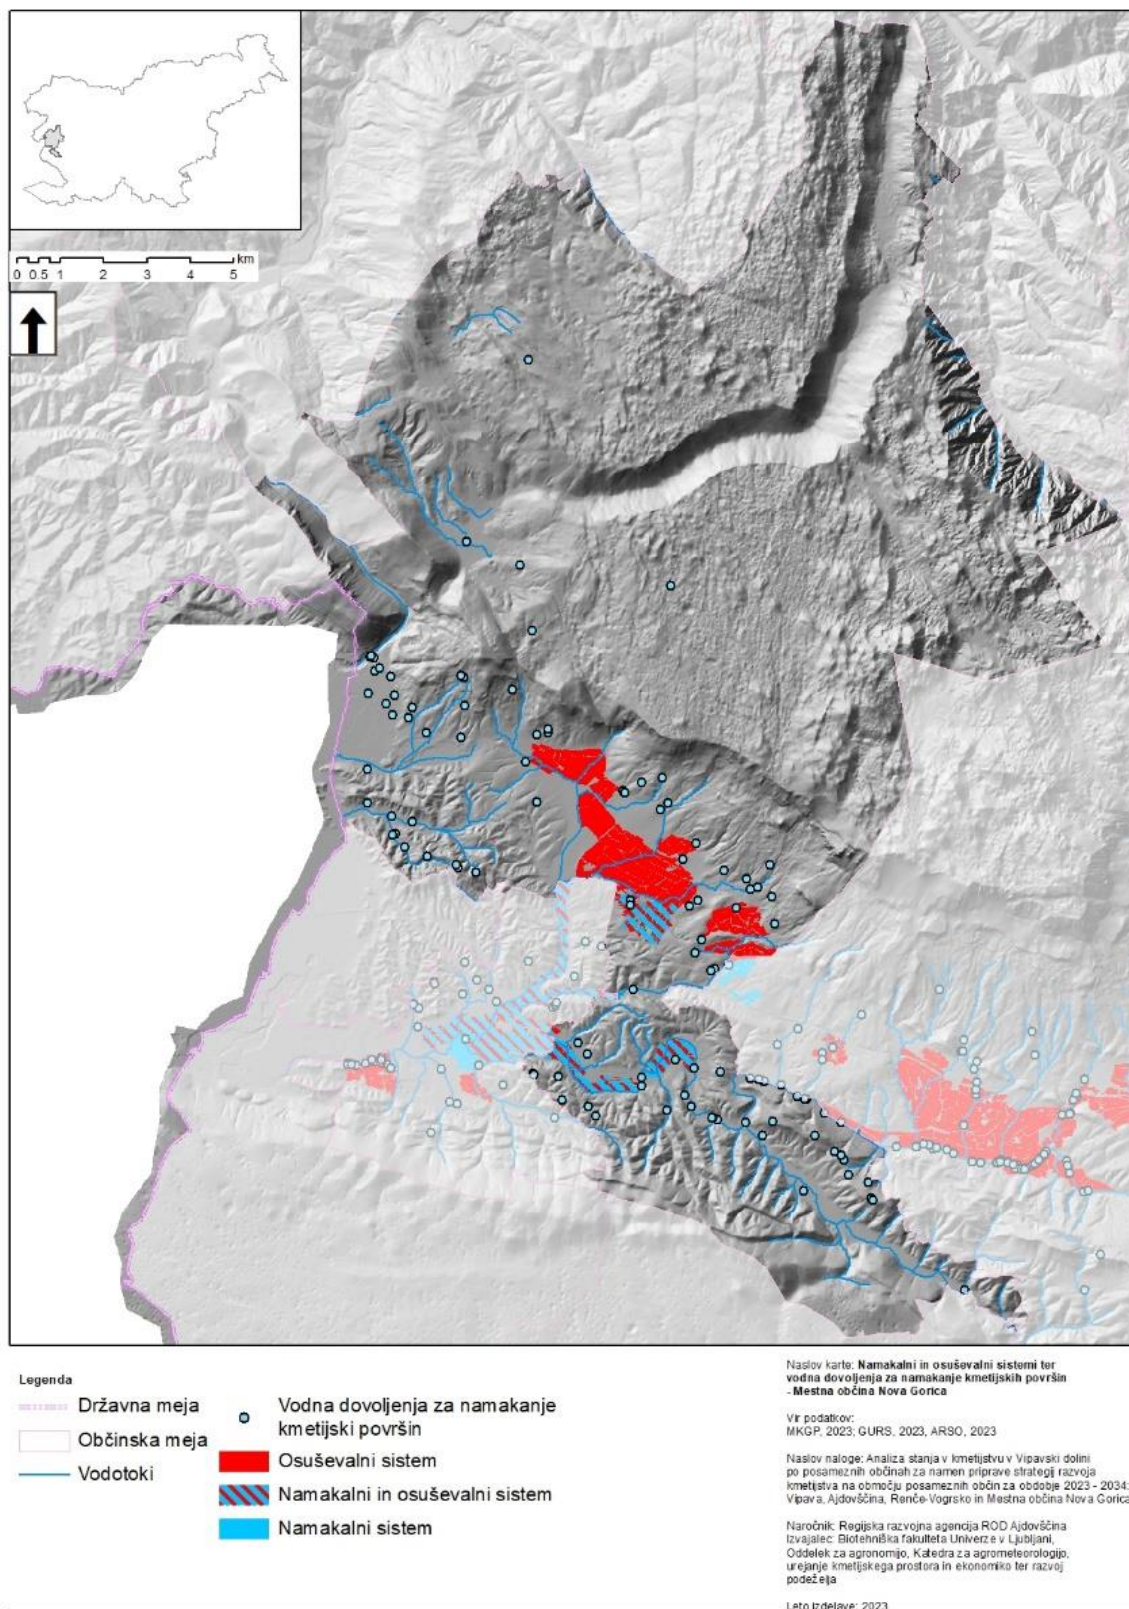 km
0 0.5 1 2 3 4 5
Legenda
Državna meja
Občinska meja
Vodotoki
Vodna dovoljenja za namakanje
kmetijski površin
Osuševalni sistem
Namakalni in osuševalni sistem
Namakalni sistem
Naslov karte: Namakalni in osuševalni sistemi ter
vodna dovoljenja za namakanje kmetijskih površin
- Mestna občina Nova Gorica
Vir podatkov:
MKGP, 2023; GURS, 2023, ARSO, 2023
Naslov naloge: Analiza stanja v kmetijstvu v Vipavski dolini
po posameznih občinah za namen priprave strategij razvoja
kmetijstva na območju posameznih občin za obdobje 2023 - 2034:
Vipava, Ajdovščina, Renče-Vogrsko in Mestna občina Nova Gorica
Naročnik: Regijska razvojna agencija ROD Ajdovščina
Izvajalec: Biotehniška fakulteta Univerze v Ljubljani,
Oddelek za agronomijo, Katedra za agrometeorologijo,
urejanje kmetijskega prostora in ekonomiko ter razvoj
podeželja
Leto izdelave: 2023